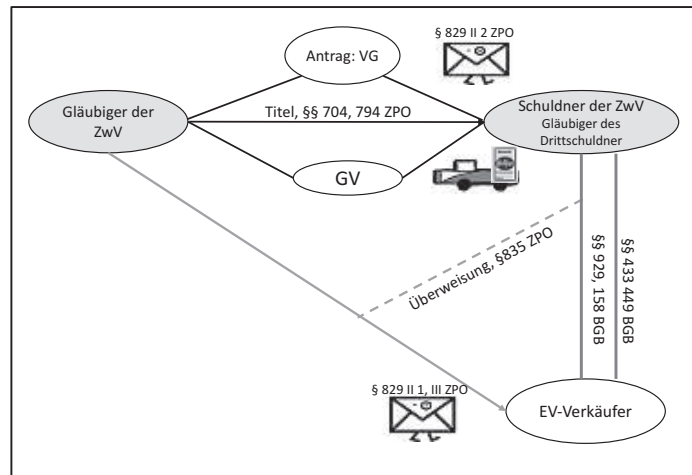 § 829 II 2 ZPO
Antrag: VG
Gläubiger der
ZwV
Titel, §§ 704, 794 ZPO
Schuldner der ZwV
Gläubiger des
Drittschuldner
GV
Überweisung, §835 ZPO
§§ 929, 158 BGB
§§ 433 449 BGB
§ 829 II 1, III ZPO
EV-Verkäufer